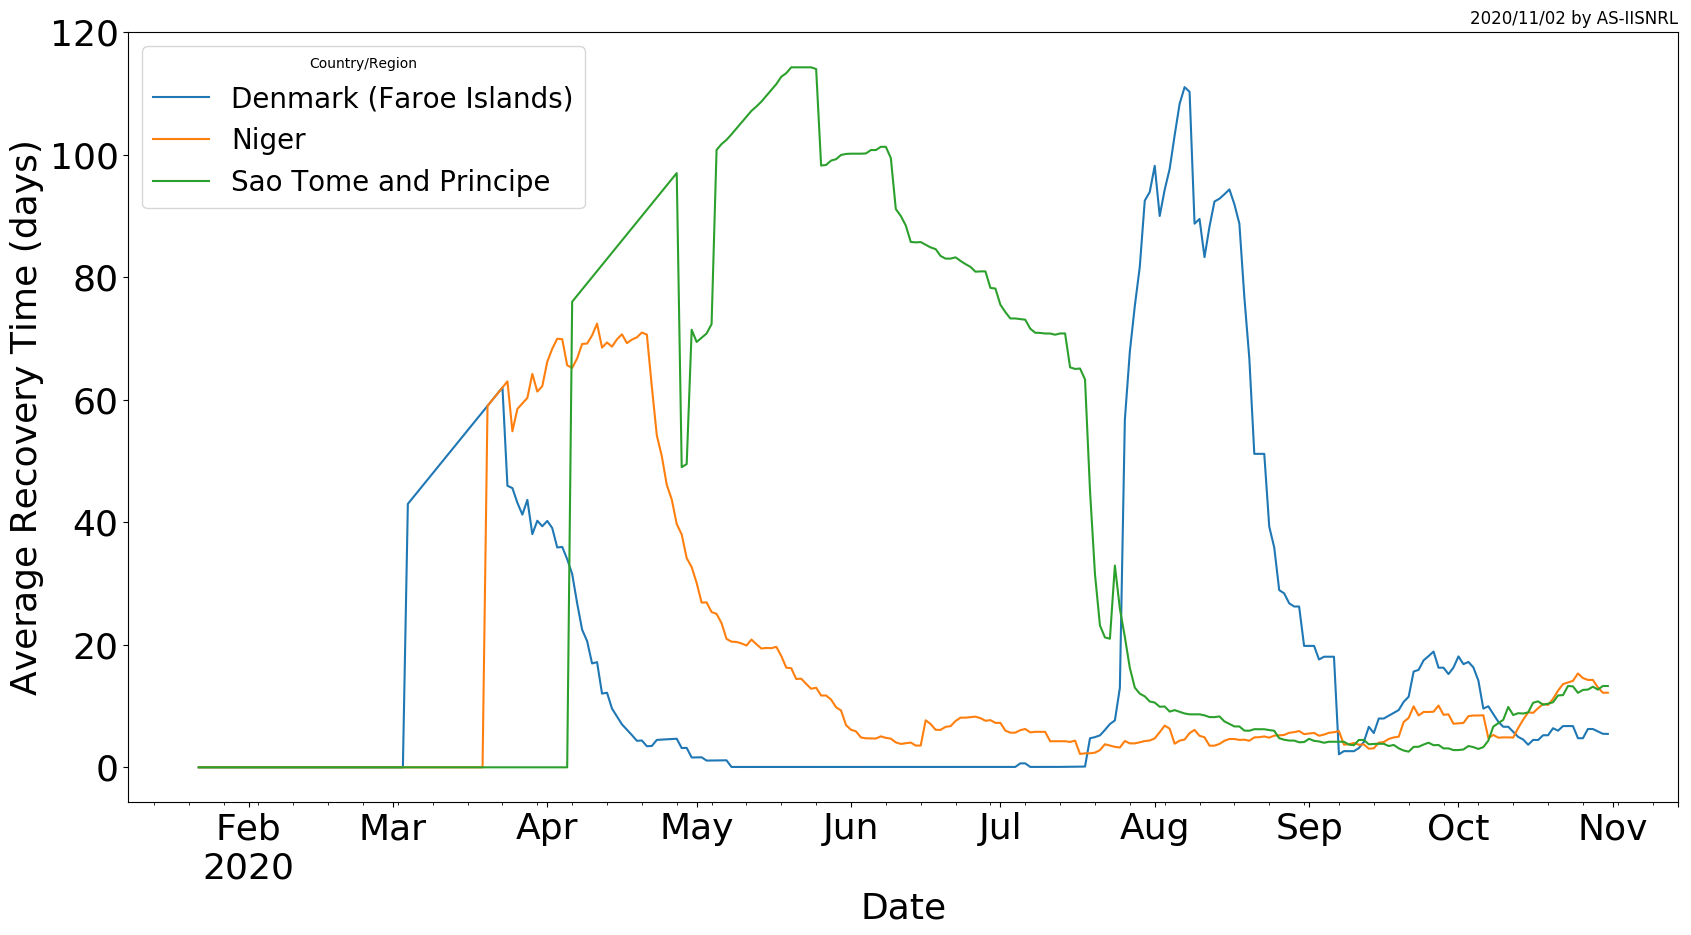 2020/11/02 by AS-IISNRL
Country/Region
Denmark (Faroe Islands)
Niger
Sao Tome and Principe
Average Recovery Time (days)
120
100
80
60
40
20
0
Feb Mar Apr May Jun Jul Aug Sep Oct Nov
2020
Date